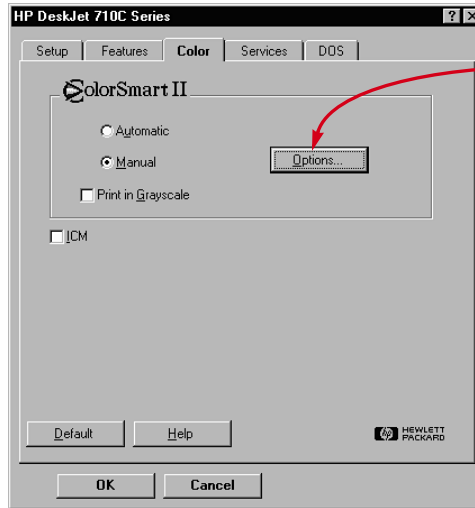 HP DeskJet 710C Series ? X
Setup Features Color Services DOS
ColorSmart II
Automatic
Manual Options...
Print in Grayscale
ICM
Default Help hp HEWLETT PACKARD
OK Cancel